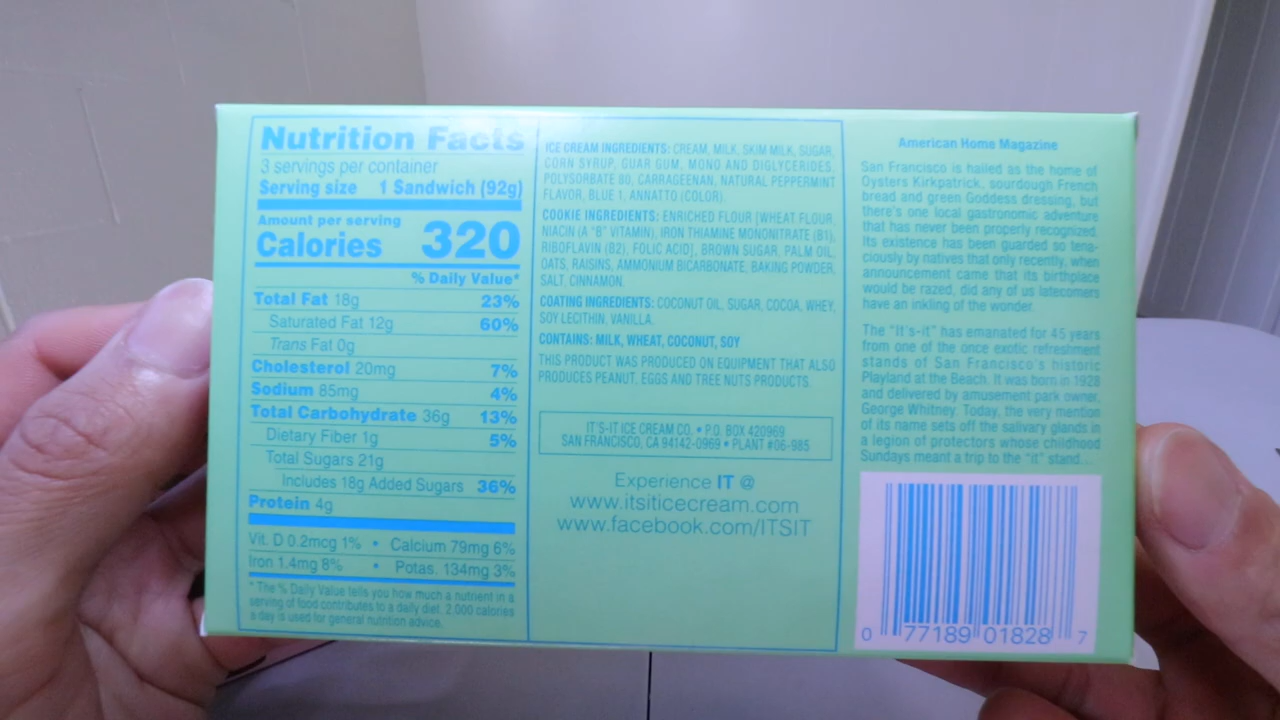 Nutrition Facts
3 servings per container
Serving size 1 Sandwich (92g)
Amount per serving
Calories 320
% Daily Value*
Total Fat 18g 23%
Saturated Fat 12g 60%
Trans Fat 0g
Cholesterol 20mg 7%
Sodium 85mg 4%
Total Carbohydrate 36g 13%
Dietary Fiber 1g 5%
Total Sugars 21g
Includes 18g Added Sugars 36%
Protein 4g
Vit. D 0.2mcg 1% • Calcium 79mg 6%
Iron 1.4mg 8% • Potas. 134mg 3%
* The % Daily Value tells you how much a nutrient in a
serving of food contributes to a daily diet. 2,000 calories
a day is used for general nutrition advice.
ICE CREAM INGREDIENTS: CREAM, MILK, SKIM MILK, SUGAR,
CORN SYRUP, GUAR GUM, MONO AND DIGLYCERIDES,
POLYSORBATE 80, CARRAGEENAN, NATURAL PEPPERMINT
FLAVOR, BLUE 1, ANNATTO (COLOR).
COOKIE INGREDIENTS: ENRICHED FLOUR [WHEAT FLOUR,
NIACIN (A "B" VITAMIN), IRON THIAMINE MONONITRATE (B1),
RIBOFLAVIN (B2), FOLIC ACID], BROWN SUGAR, PALM OIL,
OATS, RAISINS, AMMONIUM BICARBONATE, BAKING POWDER,
SALT, CINNAMON.
COATING INGREDIENTS: COCONUT OIL, SUGAR, COCOA, WHEY,
SOY LECITHIN, VANILLA.
CONTAINS: MILK, WHEAT, COCONUT, SOY
THIS PRODUCT WAS PRODUCED ON EQUIPMENT THAT ALSO
PRODUCES PEANUT, EGGS AND TREE NUTS PRODUCTS.
IT'S-IT ICE CREAM CO. • P.O. BOX 420969
SAN FRANCISCO, CA 94142-0969 • PLANT #06-985
Experience IT @
www.itsiticecream.com
www.facebook.com/ITSIT
American Home Magazine
San Francisco is hailed as the home of
Oysters Kirkpatrick, sourdough French
bread and green Goddess dressing, but
there's one local gastronomic adventure
that has never been properly recognized.
Its existence has been guarded so tena-
ciously by natives that only recently, when
announcement came that its birthplace
would be razed, did any of us latecomers
have an inkling of the wonder.
The "It's-it" has emanated for 45 years
from one of the once exotic refreshment
stands of San Francisco's historic
Playland at the Beach. It was born in 1928
and delivered by amusement park owner,
George Whitney. Today, the very mention
of its name sets off the salivary glands in
a legion of protectors whose childhood
Sundays meant a trip to the "it" stand...
0 77189 01828 7